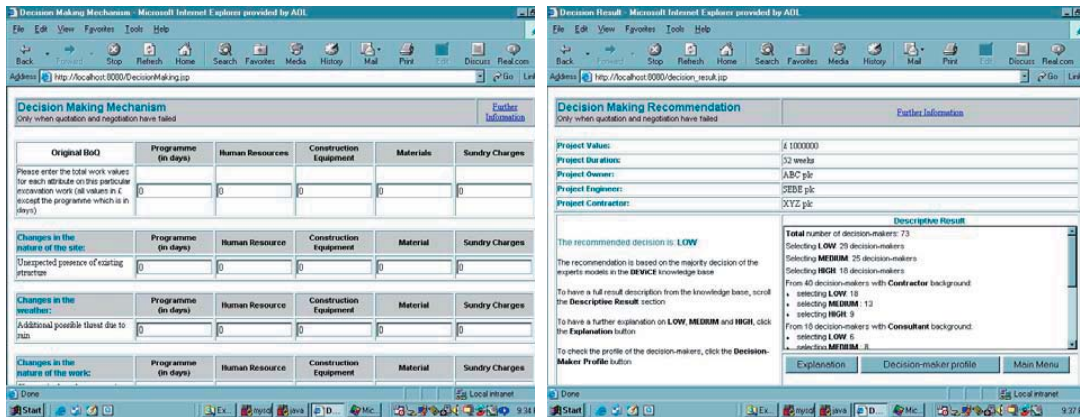 Decision Making Mechanism - Microsoft Internet Explorer provided by AOL
File Edit View Favorites Tools Help
Back Forward Stop Refresh Home Search Favorites Media History Mail Print Edit Discuss Real.com
Address http://localhost:8080/DecisionMaking.jsp Go
Decision Making Mechanism
Only when quotation and negotiation have failed
Further
Information
Original BoQ
Programme
(in days)
Human Resources
Construction
Equipment
Materials
Sundry Charges
Please enter the total work values
for each attribute on this particular
excavation work (all values in £
except the programme which is in
days)
0 0 0 0 0
Changes in the
nature of the site:
Programme
(in days)
Human Resource
Construction
Equipment
Material
Sundry Charges
Unexpected presence of existing
structure
0 0 0 0 0
Changes in the
weather:
Programme
(in days)
Human Resource
Construction
Equipment
Material
Sundry Charges
Additional possible threat due to
rain
0 0 0 0 0
Changes in the
nature of the work:
Programme
(in days)
Human Resource
Construction
Equipment
Material
Sundry Charges
Done
Local intranet
Start Ex... mysql java D... Mic... 9:34
Decision Result - Microsoft Internet Explorer provided by AOL
File Edit View Favorites Tools Help
Back Forward Stop Refresh Home Search Favorites Media History Mail Print Edit Discuss Real.com
Address http://localhost:8080/decision_result.jsp Go
Decision Making Recommendation
Only when quotation and negotiation have failed
Further Information
Project Value: £ 1000000
Project Duration: 52 weeks
Project Owner: ABC plc
Project Engineer: SEBE plc
Project Contractor: XYZ plc
The recommended decision is: LOW
The recommendation is based on the majority decision of the
experts models in the DEVICE knowledge base
To have a full result description from the knowledge base, scroll
the Descriptive Result section
To have a further explanation on LOW, MEDIUM and HIGH, click
the Explanation button
To check the profile of the decision-makers, click the Decision-
Maker Profile button
Descriptive Result
Total number of decision-makers: 73
Selecting LOW: 29 decision-makers
Selecting MEDIUM: 25 decision-makers
Selecting HIGH: 18 decision-makers
From 40 decision-makers with Contractor background:
selecting LOW: 18
selecting MEDIUM : 13
selecting HIGH: 9
From 18 decision-makers with Consultant background:
selecting LOW: 6
selecting MEDIUM : 8
Explanation Decision-maker profile Main Menu
Done
Local intranet
Start Ex... mysql java D... Mic... 9:37